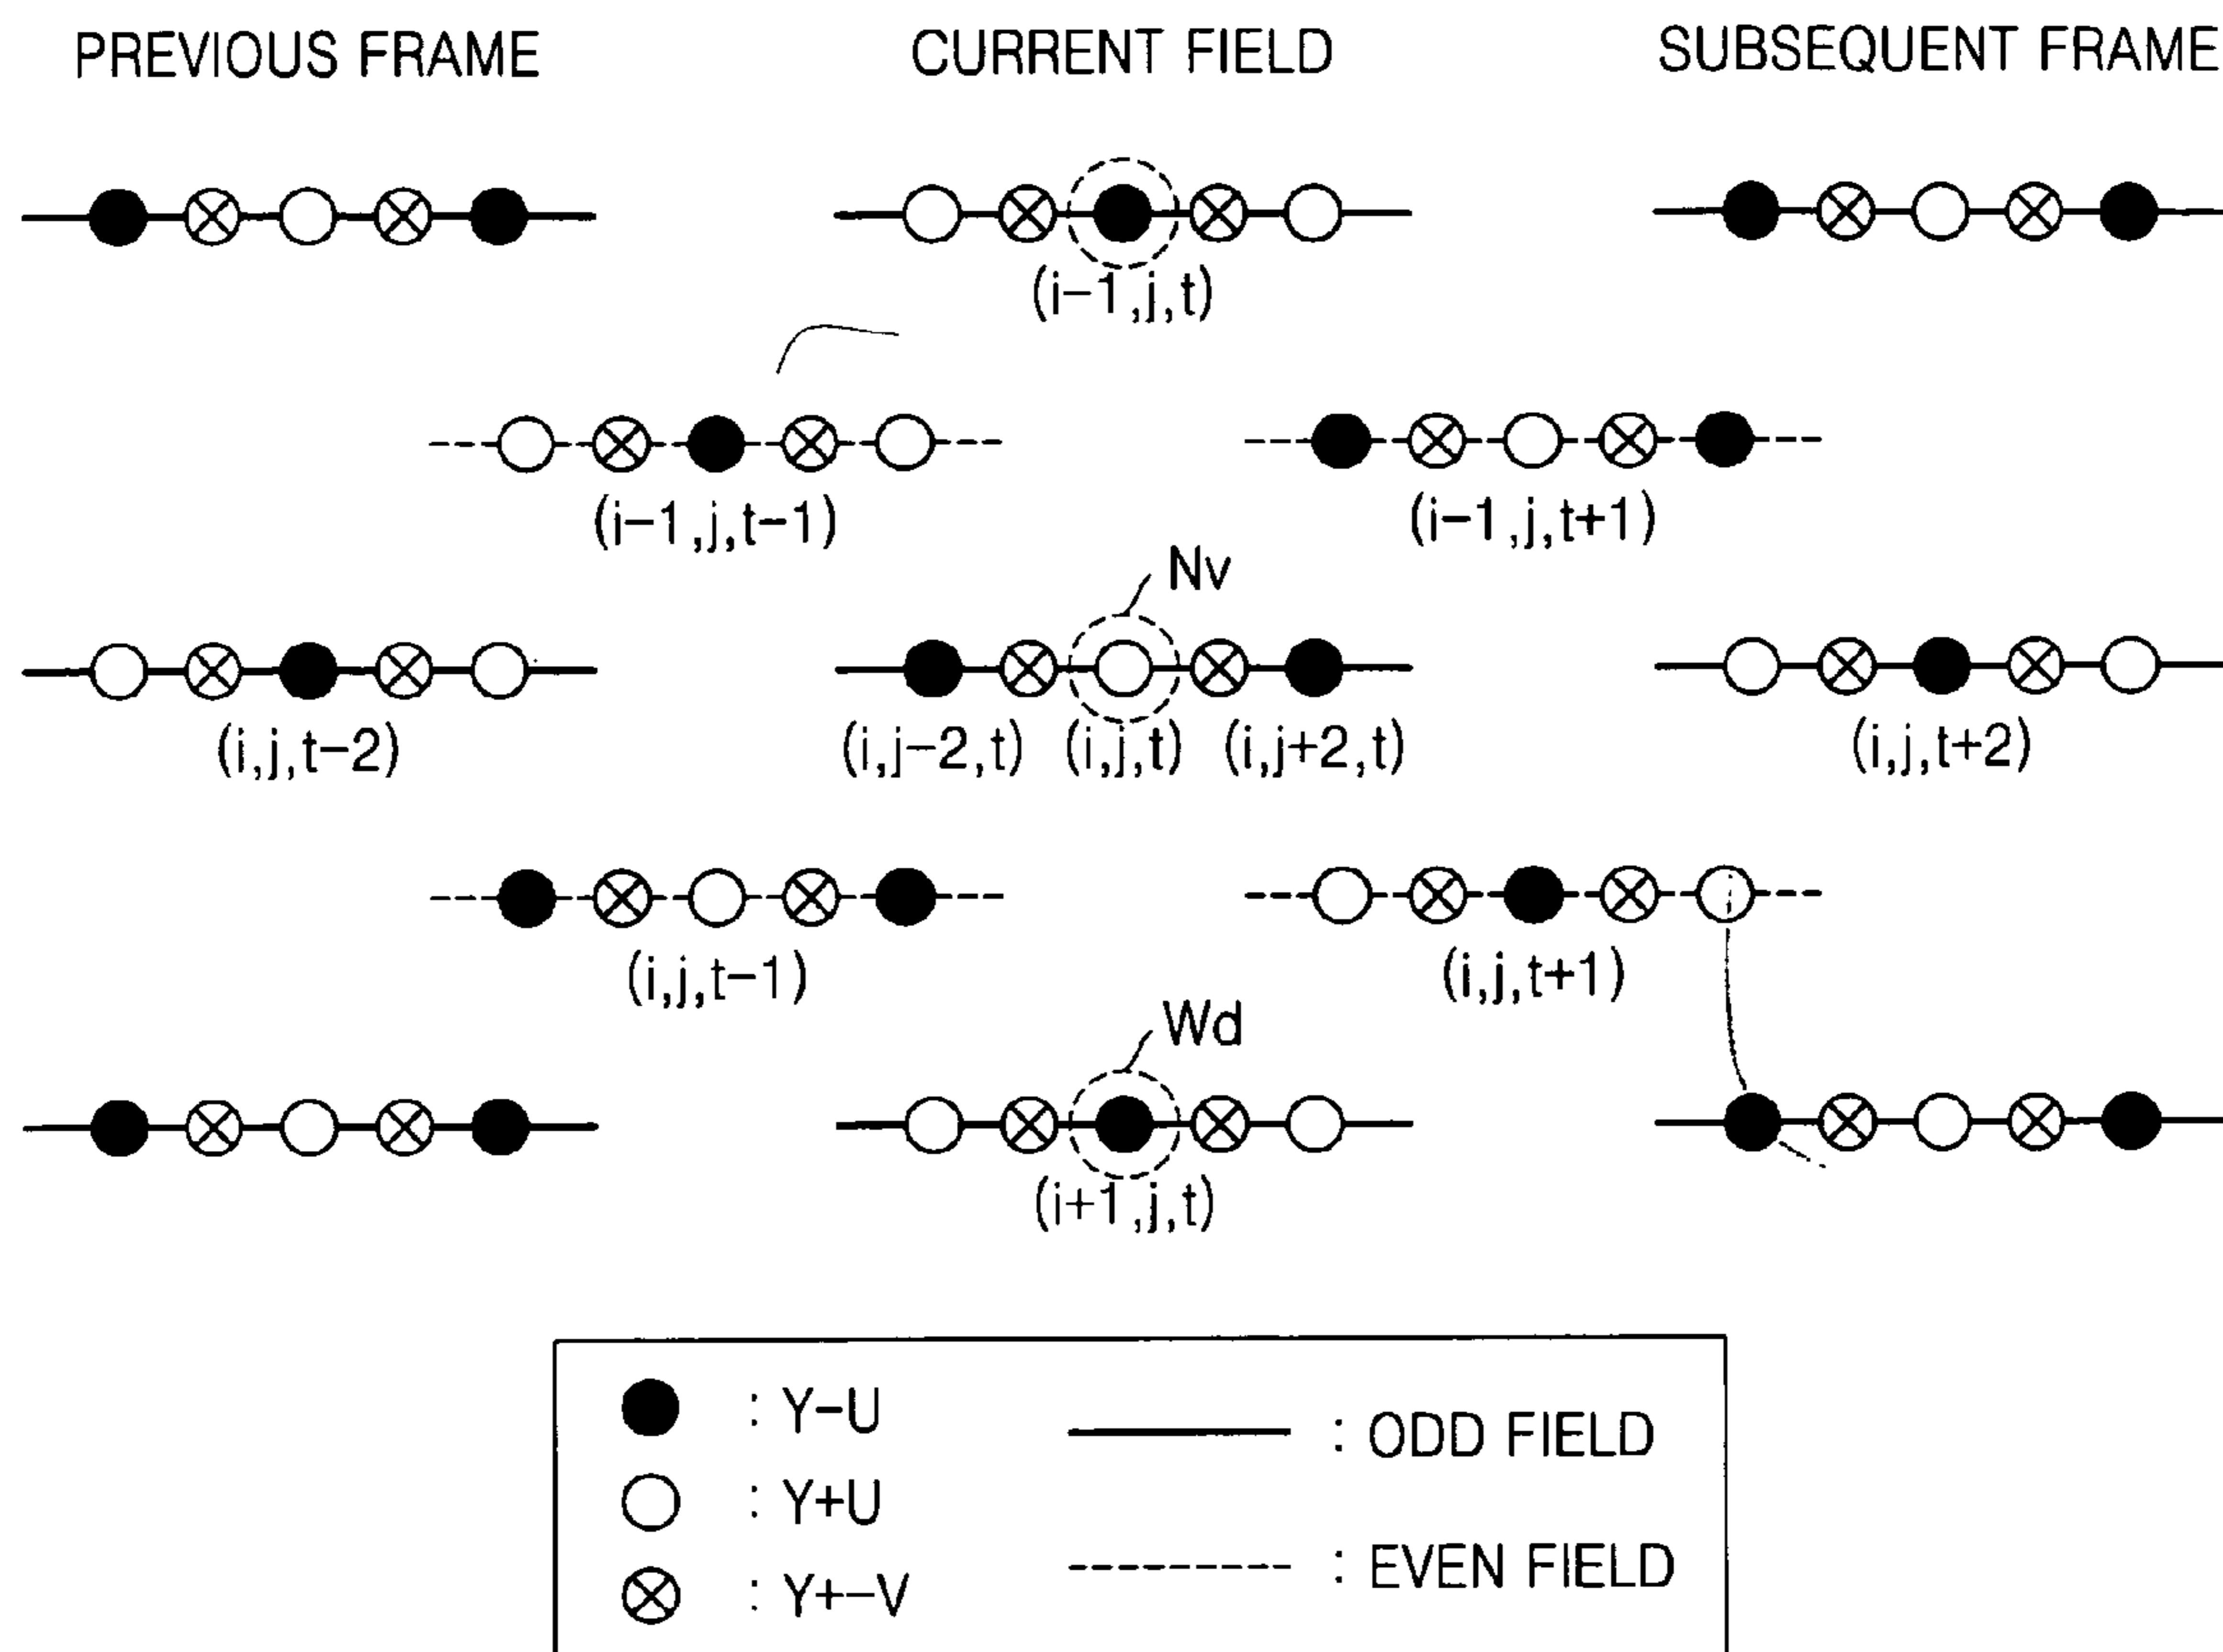 PREVIOUS FRAME
CURRENT FIELD
SUBSEQUENT FRAME
(i-1,j,t)
(i-1,j,t-1)
(i-1,j,t+1)
Nv
(i,j,t-2)
(i,j-2,t)
(i,j,t)
(i,j+2,t)
(i,j,t+2)
(i,j,t-1)
(i,j,t+1)
Wd
(i+1,j,t)
: Y-U
: ODD FIELD
: Y+U
: EVEN FIELD
: Y+-V